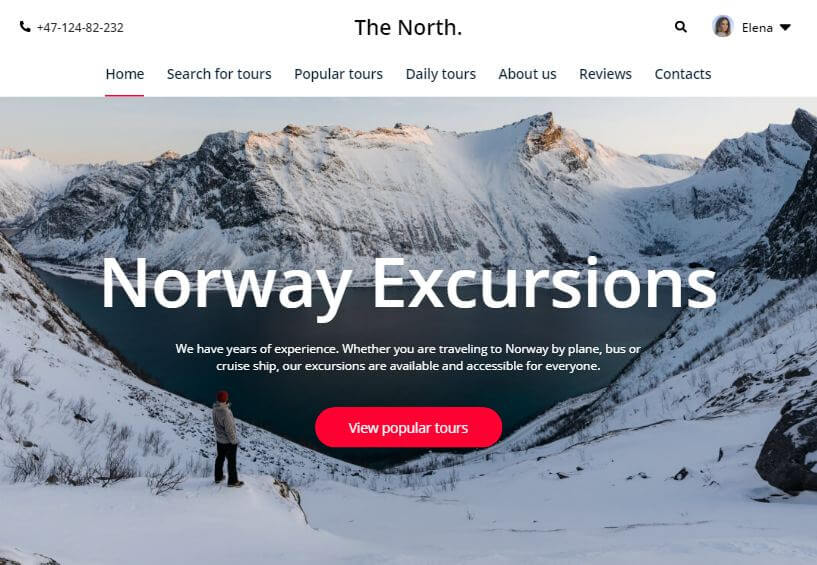 +47-124-82-232
The North.
Elena
Home Search for tours Popular tours Daily tours About us Reviews Contacts
Norway Excursions
We have years of experience. Whether you are traveling to Norway by plane, bus or
cruise ship, our excursions are available and accessible for everyone.
View popular tours